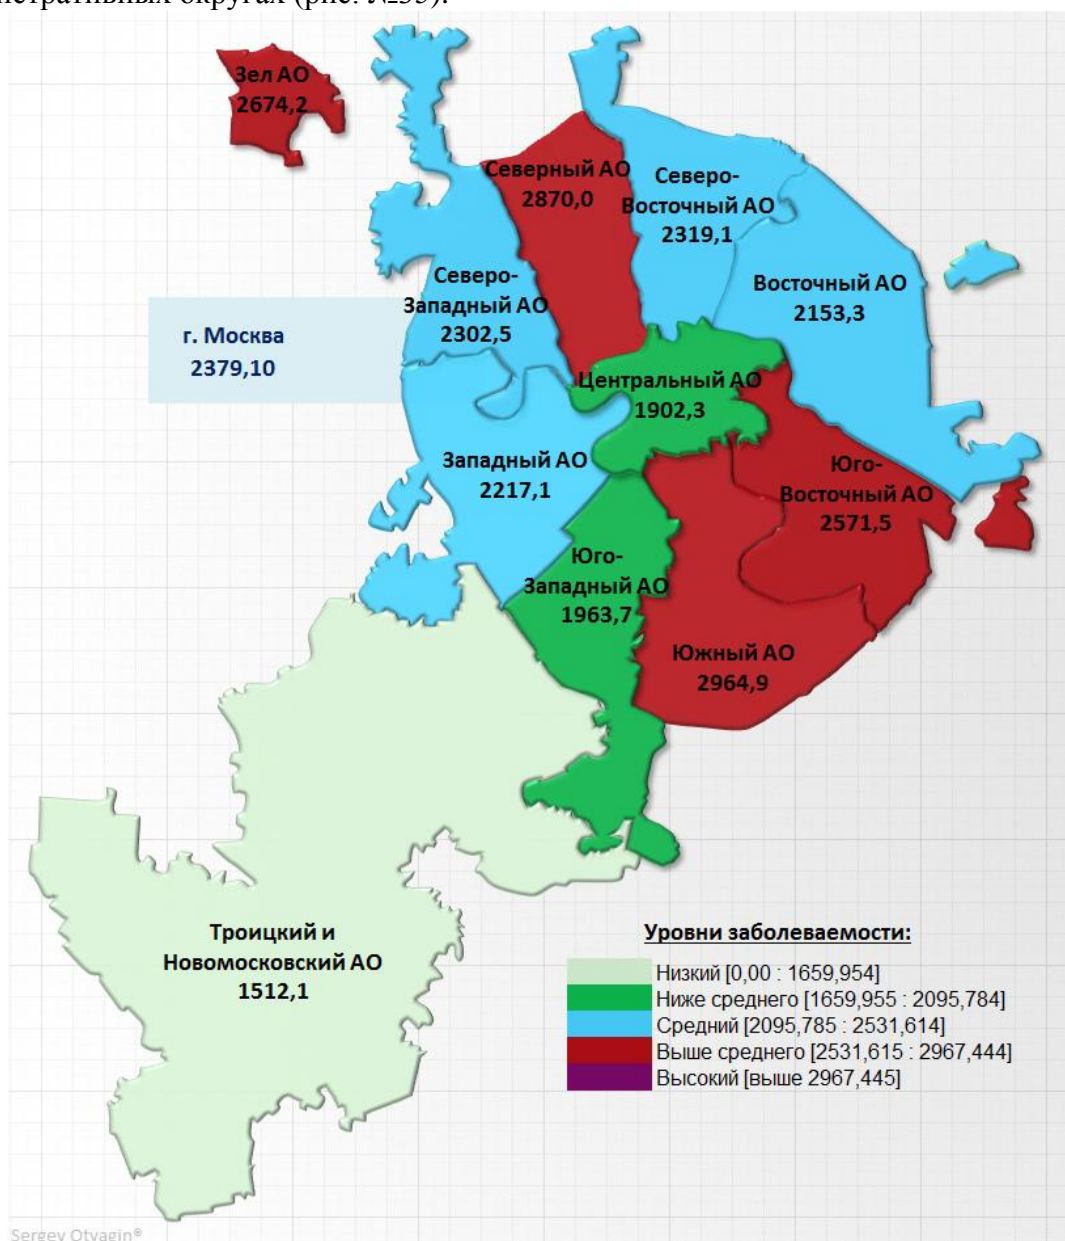 истративных округах (рис. №35).
Зел АО
2674,2
Северный АО
2870,0
Северо-
Восточный АО
2319,1
Северо-
Западный АО
2302,5
Восточный АО
2153,3
г. Москва
2379,10
Центральный АО
1902,3
Западный АО
2217,1
Юго-
Восточный АО
2571,5
Юго-
Западный АО
1963,7
Южный АО
2964,9
Троицкий и
Новомосковский АО
1512,1
Уровни заболеваемости:
Низкий [0,00 : 1659,954]
Ниже среднего [1659,955 : 2095,784]
Средний [2095,785 : 2531,614]
Выше среднего [2531,615 : 2967,444]
Высокий [выше 2967,445]
Sergey Otvagin®